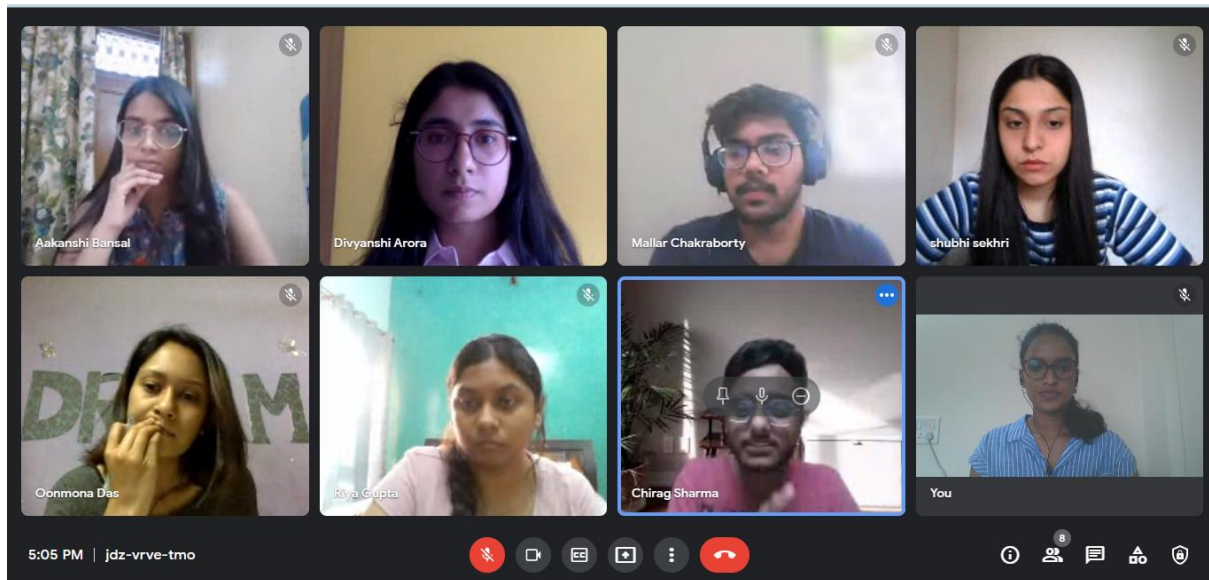 Aakanshi Bansal
Divyanshi Arora
Mallar Chakraborty
shubhi sekhri
DR M
Oonmona Das
Riya Gupta
Chirag Sharma
You
5:05 PM | jdz-vrve-tmo
CC
8